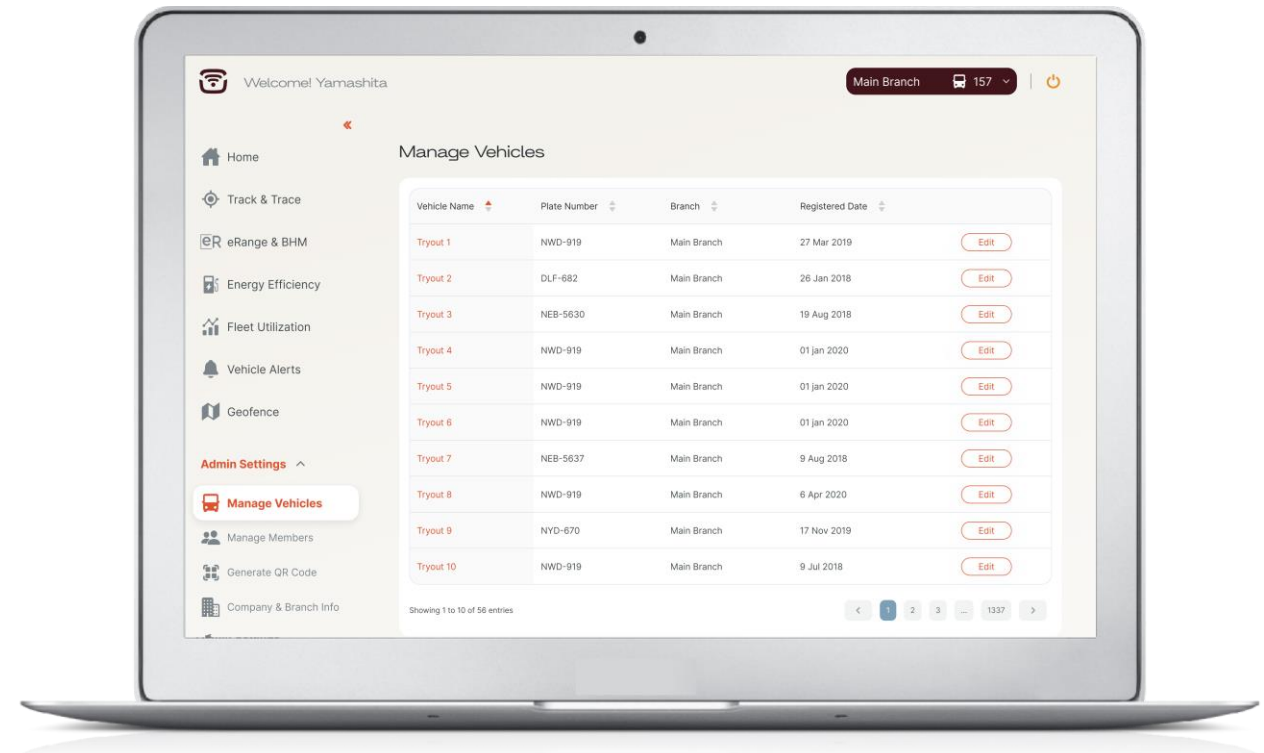 Welcome! Yamashita
Main Branch 157
Home
Track & Trace
eR eRange & BHM
Energy Efficiency
Fleet Utilization
Vehicle Alerts
Geofence
Admin Settings
Manage Vehicles
Manage Members
Generate QR Code
Company & Branch Info
Manage Vehicles
Vehicle Name Plate Number Branch Registered Date
Tryout 1 NWD-919 Main Branch 27 Mar 2019 Edit
Tryout 2 DLF-682 Main Branch 26 Jan 2018 Edit
Tryout 3 NEB-5630 Main Branch 19 Aug 2018 Edit
Tryout 4 NWD-919 Main Branch 01 jan 2020 Edit
Tryout 5 NWD-919 Main Branch 01 jan 2020 Edit
Tryout 6 NWD-919 Main Branch 01 jan 2020 Edit
Tryout 7 NEB-5637 Main Branch 9 Aug 2018 Edit
Tryout 8 NWD-919 Main Branch 6 Apr 2020 Edit
Tryout 9 NYD-670 Main Branch 17 Nov 2019 Edit
Tryout 10 NWD-919 Main Branch 9 Jul 2018 Edit
Showing 1 to 10 of 56 entries < 1 2 3 ... 1337 >